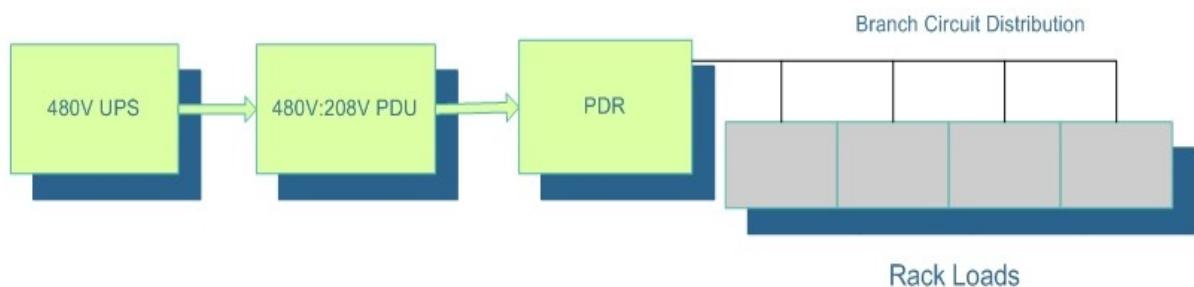 Branch Circuit Distribution
480V UPS
480V:208V PDU
PDR
Rack Loads